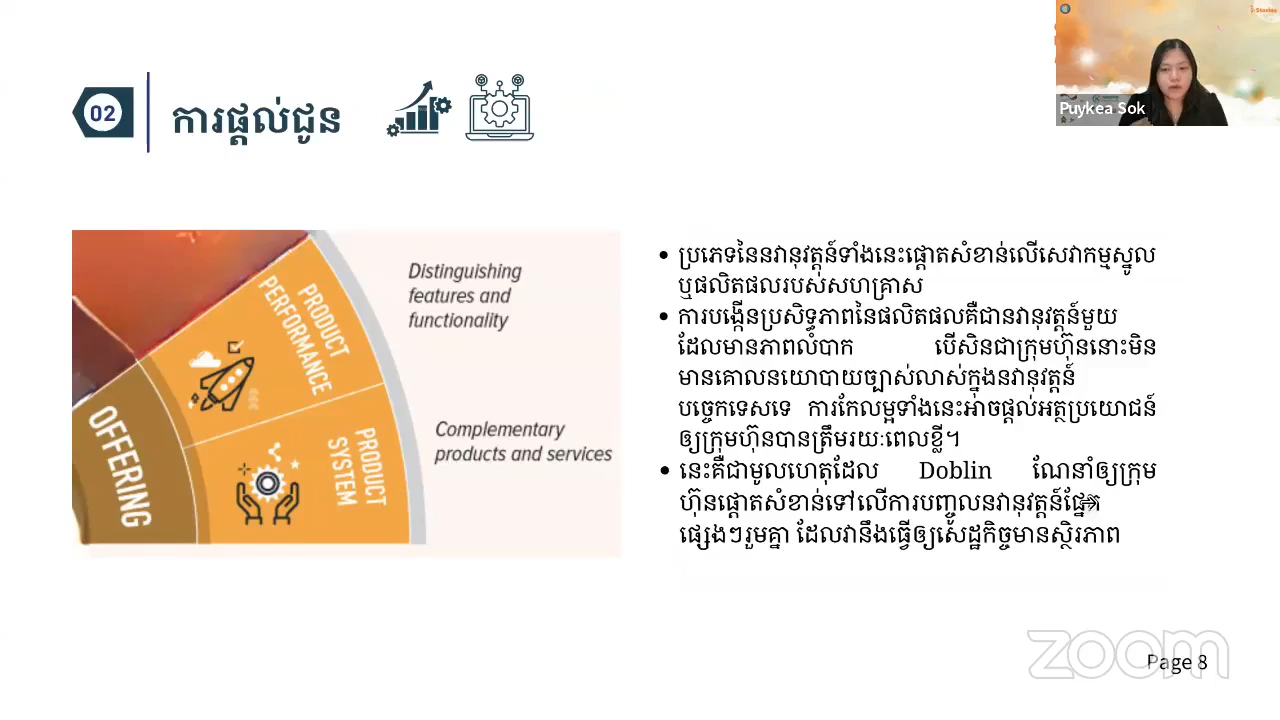 02
ការផ្តល់ជូន
Puykea Sok
Distinguishing
features and
functionality
PRODUCT
PERFORMANCE
Complementary
products and services
PRODUCT
SYSTEM
OFFERING
• ប្រភេទនៃនវានុវត្តន៍ទាំងនេះផ្តោតសំខាន់លើសេវាកម្មស្នូល
ឬផលិតផលរបស់សហគ្រាស
• ការបង្កើនប្រសិទ្ធភាពនៃផលិតផលគឺជានវានុវត្តន៍មួយ
ដែលមានភាពលំបាក បើសិនជាក្រុមហ៊ុននោះមិន
មានគោលនយោបាយច្បាស់លាស់ក្នុងនវានុវត្តន៍
បច្ចេកទេសទេ ការកែលម្អទាំងនេះអាចផ្តល់អត្ថប្រយោជន៍
ឲ្យក្រុមហ៊ុនបានត្រឹមរយៈពេលខ្លី។
• នេះគឺជាមូលហេតុដែល Doblin ណែនាំឲ្យក្រុម
ហ៊ុនផ្តោតសំខាន់ទៅលើការបញ្ចូលនវានុវត្តន៍ផ្នែក
ផ្សេងៗរួមគ្នា ដែលវានឹងធ្វើឲ្យសេដ្ឋកិច្ចមានស្ថិរភាព
zoom
Page 8